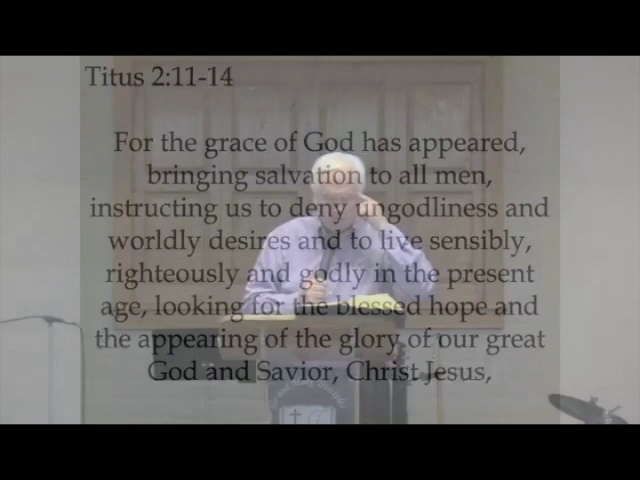 Titus 2:11-14
For the grace of God has appeared,
bringing salvation to all men,
instructing us to deny ungodliness and
worldly desires and to live sensibly,
righteously and godly in the present
age, looking for the blessed hope and
the appearing of the glory of our great
God and Savior, Christ Jesus,